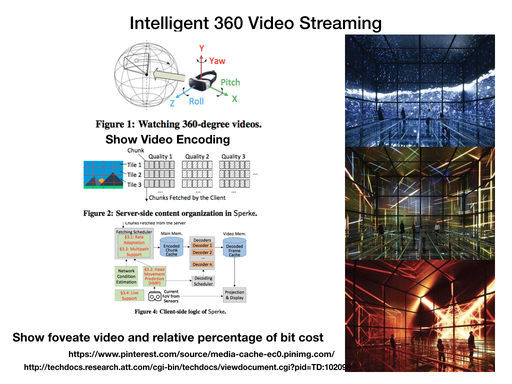 Intelligent 360 Video Streaming
Y
Yaw
Pitch
X
Z
Roll
Figure 1: Watching 360-degree videos.
Show Video Encoding
Chunk
Quality 1 Quality 2 Quality 3
Tile 1
Tile 2
Tile 3
Chunks Fetched by the Client
Figure 2: Server-side content organization in Sperke.
Chunks Fetched from the Server
Fetching Scheduler
§3.1: Rate Adaptation
§3.3: Multipath Support
Main Mem.
Encoded Chunk Cache
Decoders
Decoder 1
Decoder 2
Decoder n
Video Mem.
Decoded Frame Cache
Network Condition Estimation
§3.2: Head Movement Prediction (HMP)
Decoding Scheduler
§3.4: Live Support
Current FoV from Sensors
Projection & Display
Figure 4: Client-side logic of Sperke.
Show foveate video and relative percentage of bit cost
https://www.pinterest.com/source/media-cache-ec0.pinimg.com/
http://techdocs.research.att.com/cgi-bin/techdocs/viewdocument.cgi?pid=TD:10209